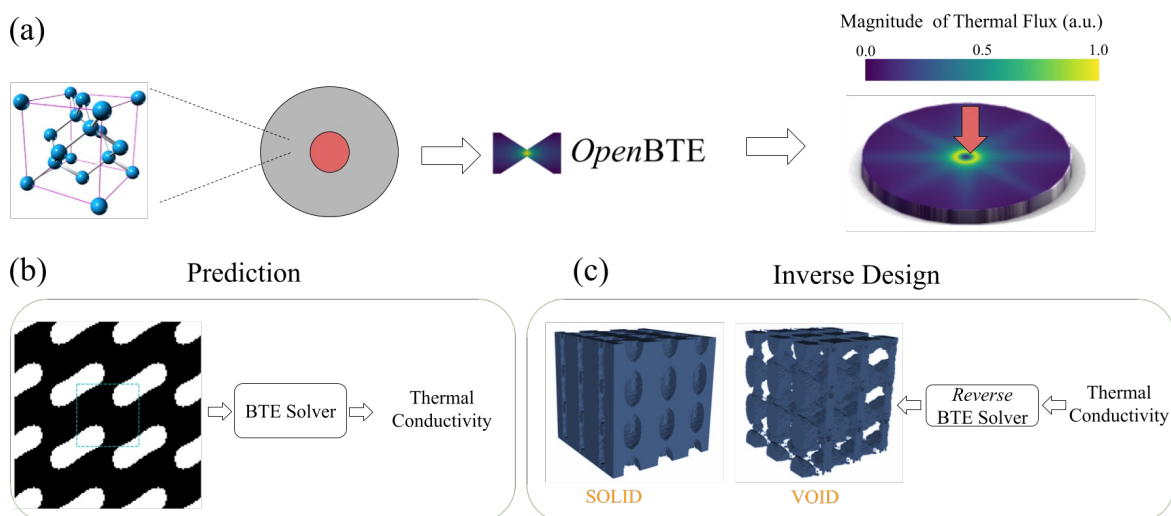 (a)
Magnitude of Thermal Flux (a.u.)
0.0 0.5 1.0
OpenBTE
(b)
Prediction
BTE Solver
Thermal
Conductivity
(c)
Inverse Design
SOLID
VOID
Reverse
BTE Solver
Thermal
Conductivity